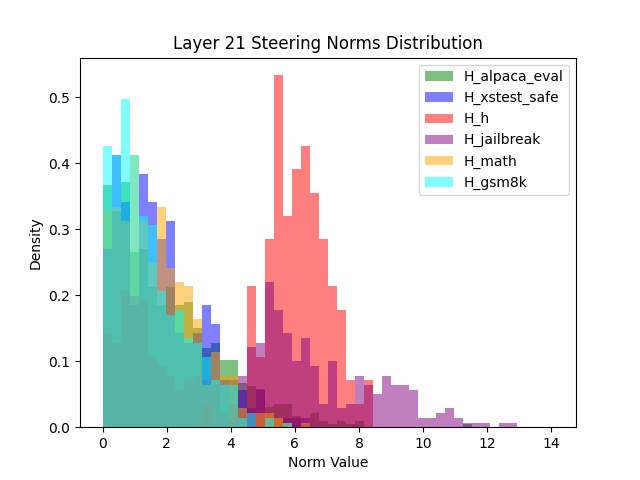 Layer 21 Steering Norms Distribution
H_alpaca_eval
H_xstest_safe
H_h
H_jailbreak
H_math
H_gsm8k
Density
0.5
0.4
0.3
0.2
0.1
0.0
0 2 4 6 8 10 12 14
Norm Value